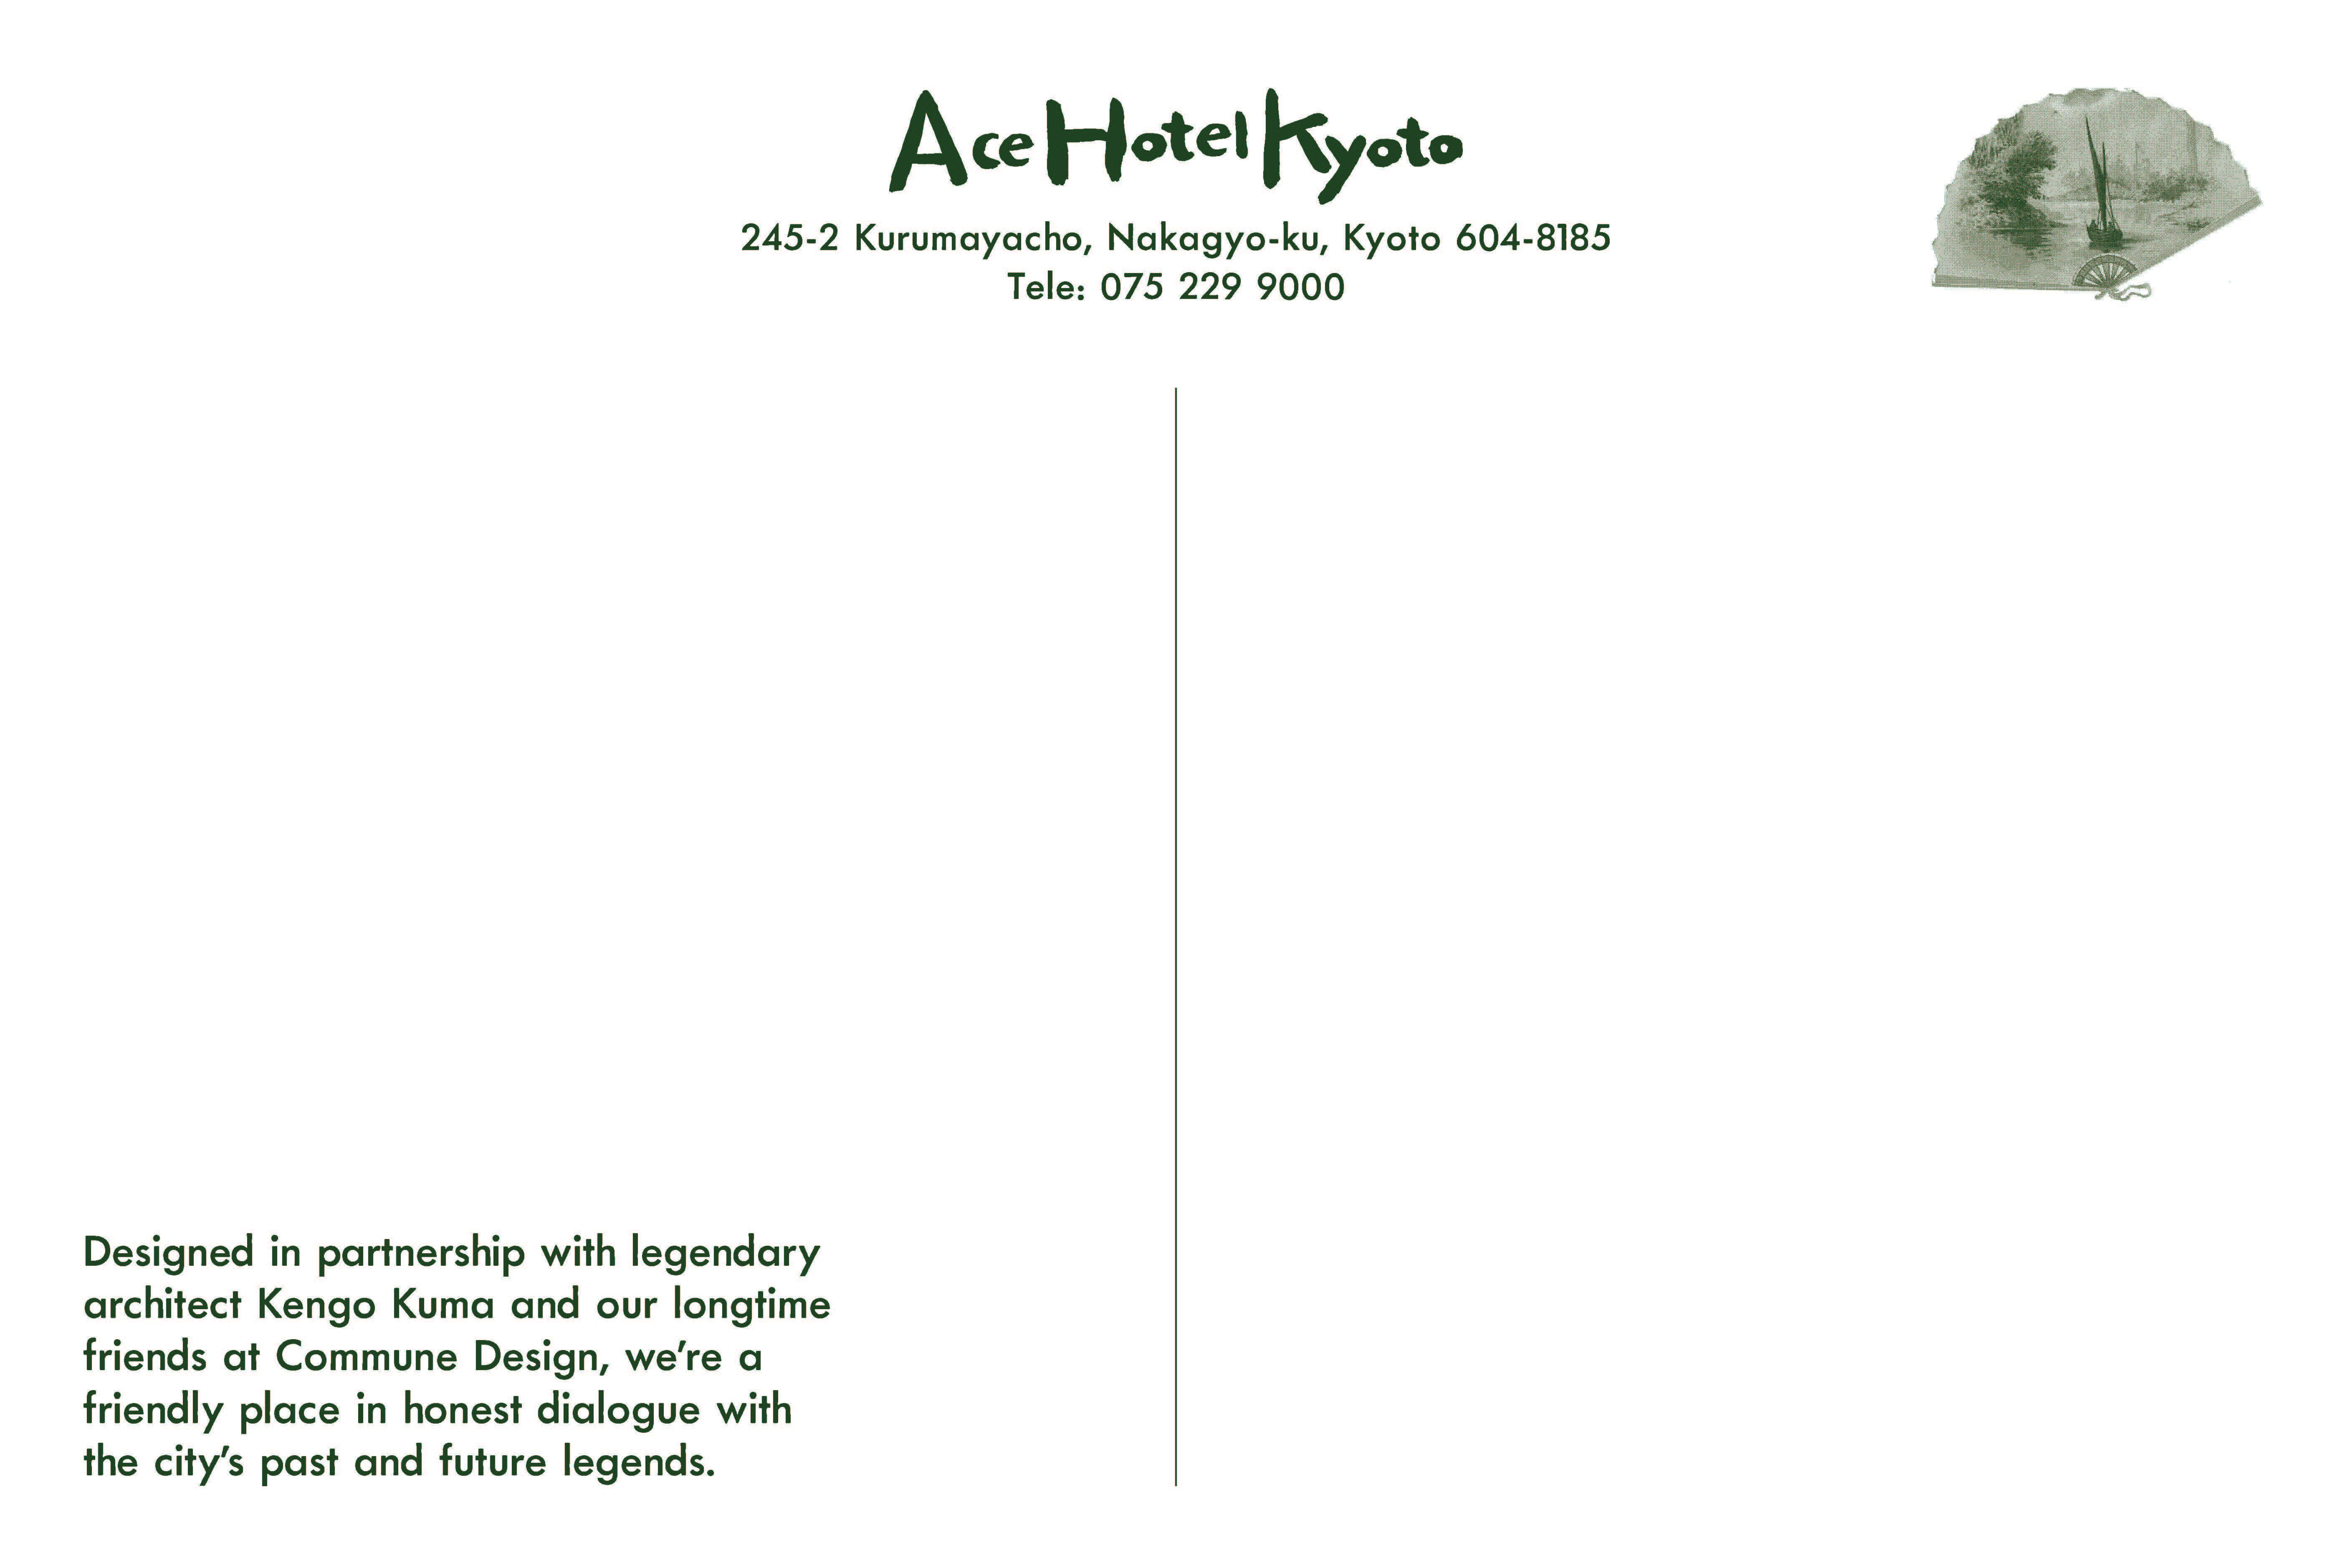 Ace Hotel Kyoto
245-2 Kurumayacho, Nakagyo-ku, Kyoto 604-8185
Tele: 075 229 9000
Designed in partnership with legendary
architect Kengo Kuma and our longtime
friends at Commune Design, we’re a
friendly place in honest dialogue with
the city’s past and future legends.